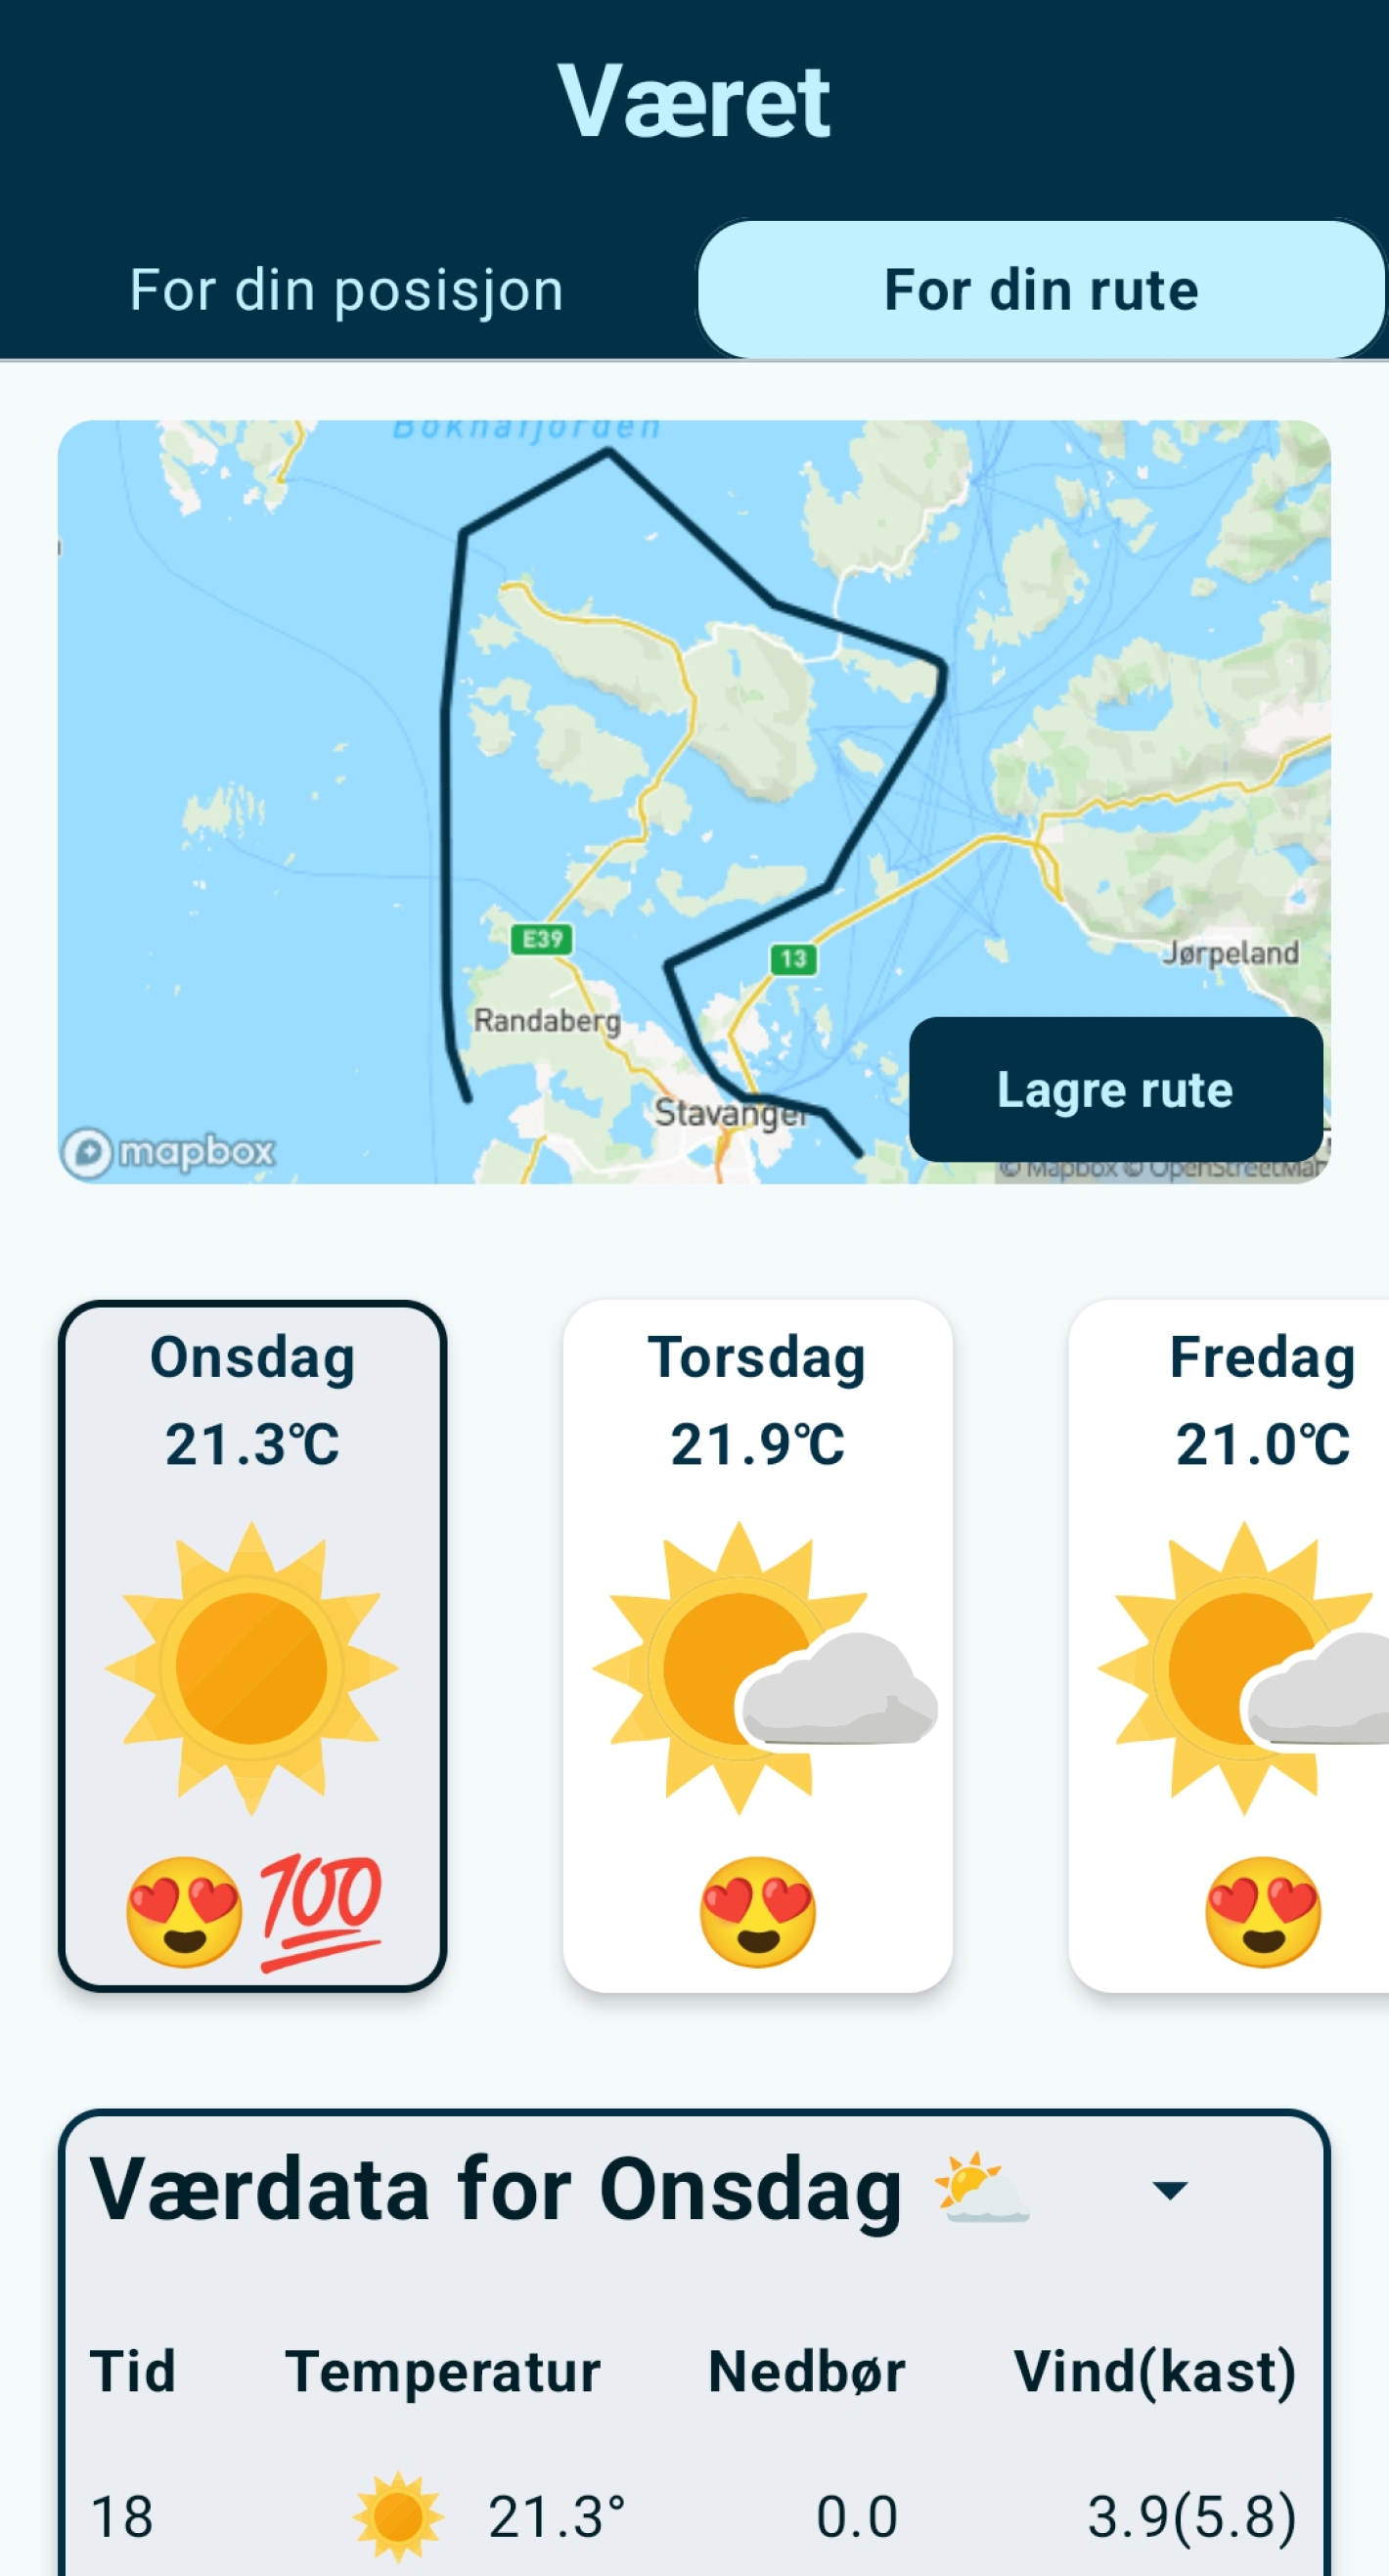 Været
For din posisjon
For din rute
Boknafjorden
E39
13
Jørpeland
Randaberg
Stavanger
Lagre rute
mapbox
© Mapbox © OpenStreetMap
Onsdag
21.3°C
💯
Torsdag
21.9°C
Fredag
21.0°C
Værdata for Onsdag
Tid Temperatur Nedbør Vind(kast)
18 21.3° 0.0 3.9(5.8)